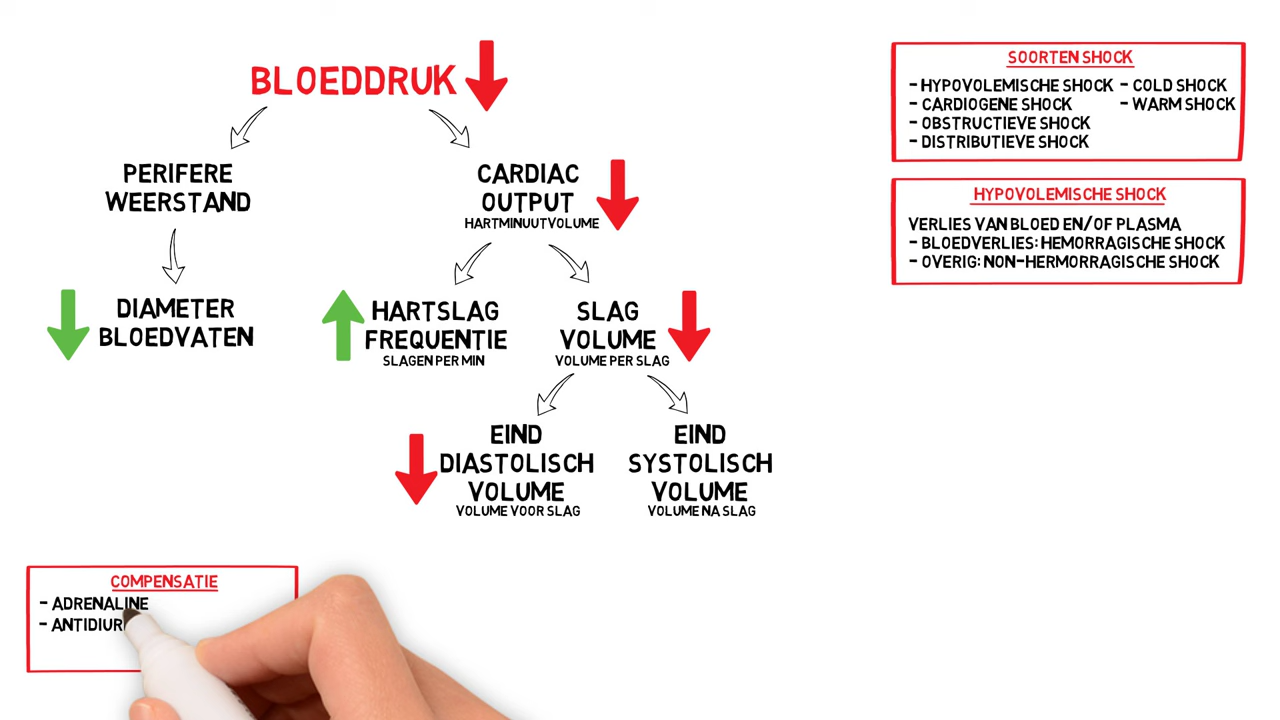 BLOEDDRUK
PERIFERE
WEERSTAND
DIAMETER
BLOEDVATEN
CARDIAC
OUTPUT
HARTMINUUTVOLUME
HARTSLAG
FREQUENTIE
SLAGEN PER MIN
SLAG
VOLUME
VOLUME PER SLAG
EIND
DIASTOLISCH
VOLUME
VOLUME VOOR SLAG
EIND
SYSTOLISCH
VOLUME
VOLUME NA SLAG
SOORTEN SHOCK
- HYPOVOLEMISCHE SHOCK
- CARDIOGENE SHOCK
- OBSTRUCTIEVE SHOCK
- DISTRIBUTIEVE SHOCK
- COLD SHOCK
- WARM SHOCK
HYPOVOLEMISCHE SHOCK
VERLIES VAN BLOED EN/OF PLASMA
- BLOEDVERLIES: HEMORRAGISCHE SHOCK
- OVERIG: NON-HERMORRAGISCHE SHOCK
COMPENSATIE
- ADRENALINE
- ANTIDIUR